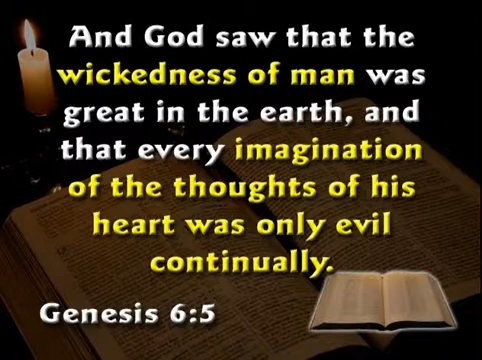 And God saw that the
wickedness of man was
great in the earth, and
that every imagination
of the thoughts of his
heart was only evil
continually.
Genesis 6:5